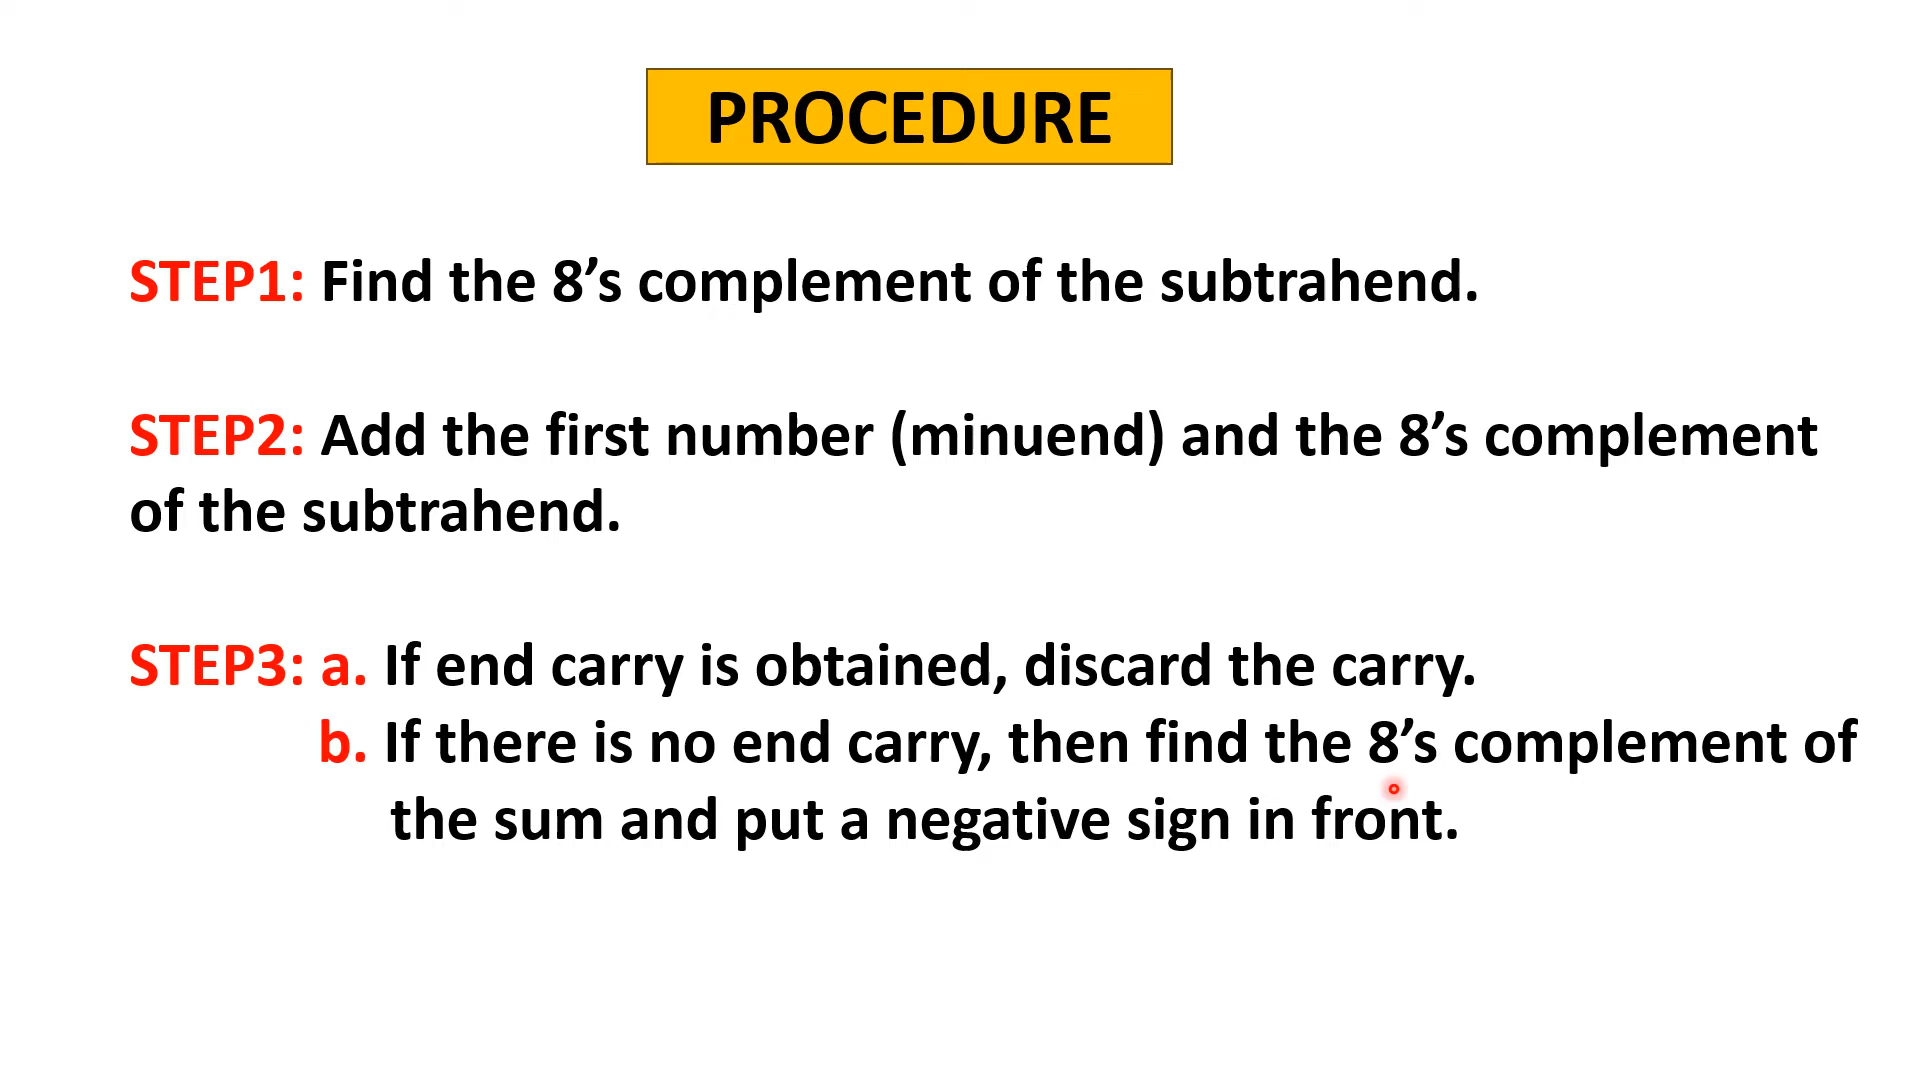 PROCEDURE
STEP1: Find the 8’s complement of the subtrahend.
STEP2: Add the first number (minuend) and the 8’s complement
of the subtrahend.
STEP3: a. If end carry is obtained, discard the carry.
b. If there is no end carry, then find the 8’s complement of
the sum and put a negative sign in front.